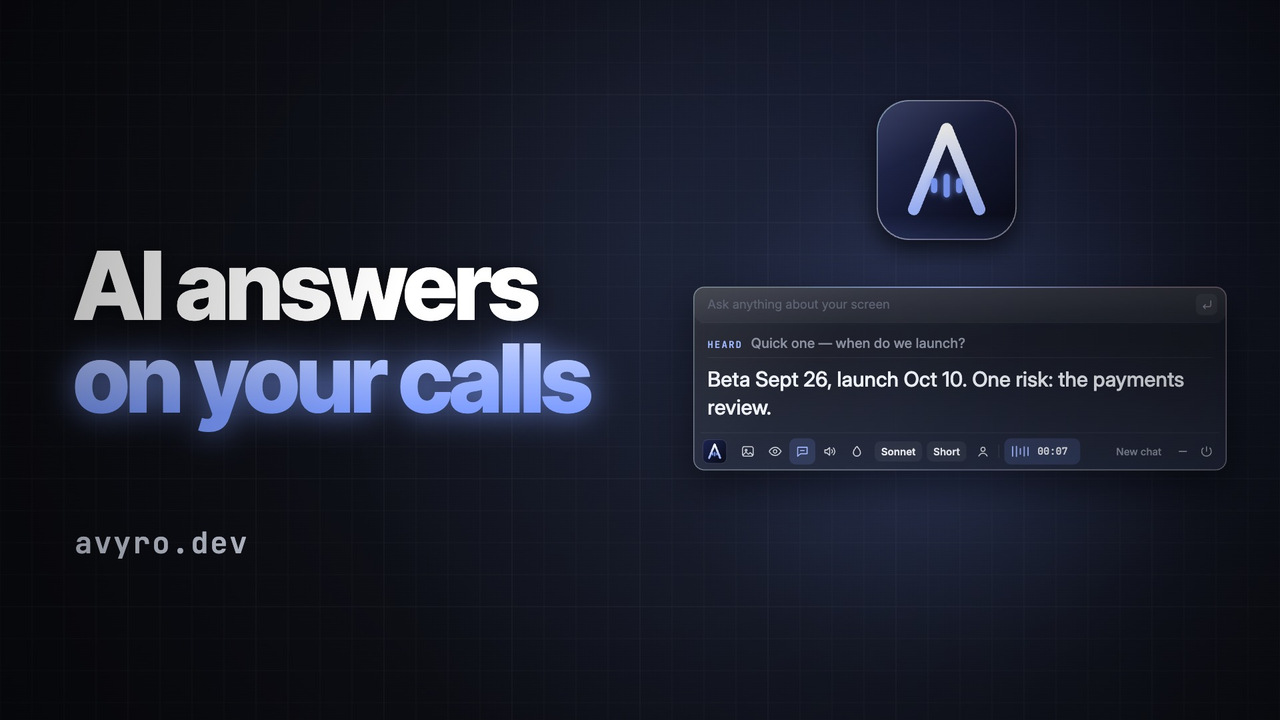 AI answers
on your calls
avyro.dev
Ask anything about your screen
HEARD Quick one — when do we launch?
Beta Sept 26, launch Oct 10. One risk: the payments
review.
Sonnet Short 00:07 New chat